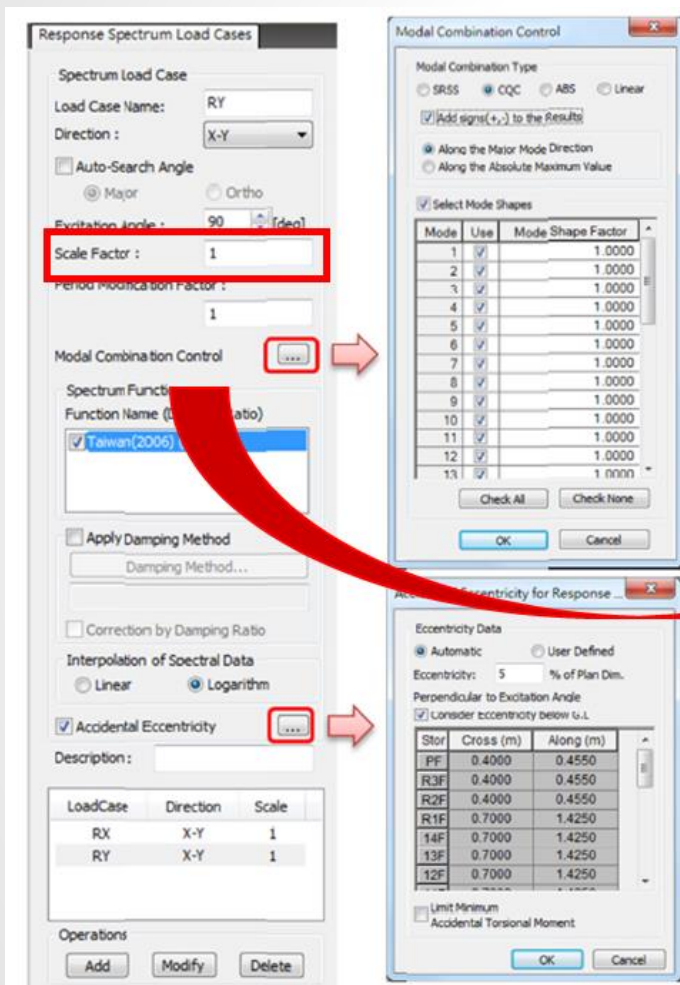 Response Spectrum Load Cases
Spectrum Load Case
Load Case Name: RY
Direction : X-Y
Auto-Search Angle
Major Ortho
Excitation Angle : 90 [deg]
Scale Factor : 1
Period Modification Factor :
1
Modal Combination Control ...
Spectrum
Function Name
Taiwan(2006)
Apply Damping Method
Damping Method...
Correction by Damping Ratio
Interpolation of Spectral Data
Linear Logarithm
Accidental Eccentricity ...
Description :
LoadCase Direction Scale
RX X-Y 1
RY X-Y 1
Operations
Add Modify Delete
Modal Combination Control
Modal Combination Type
SRSS CQC ABS Linear
Add signs(+,-) to the Results
Along the Major Mode Direction
Along the Absolute Maximum Value
Select Mode Shapes
Mode Use Mode Shape Factor
1 1.0000
2 1.0000
3 1.0000
4 1.0000
5 1.0000
6 1.0000
7 1.0000
8 1.0000
9 1.0000
10 1.0000
11 1.0000
12 1.0000
13 1.0000
Check All Check None
OK Cancel
Eccentricity for Response ...
Eccentricity Data
Automatic User Defined
Eccentricity: 5 % of Plan Dim.
Perpendicular to Excitation Angle
Consider Eccentricity below G.L
Stor Cross (m) Along (m)
PF 0.4000 0.4550
R3F 0.4000 0.4550
R2F 0.4000 0.4550
R1F 0.7000 1.4250
14F 0.7000 1.4250
13F 0.7000 1.4250
12F 0.7000 1.4250
Limit Minimum
Accidental Torsional Moment
OK Cancel